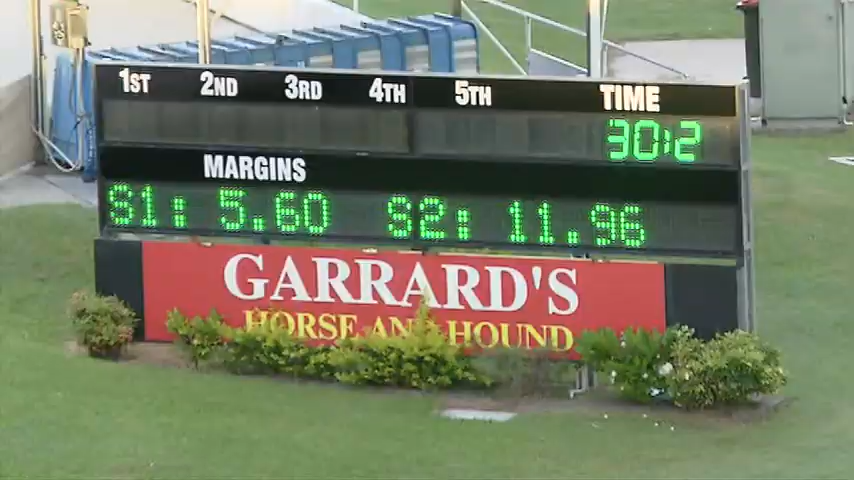 1ST 2ND 3RD 4TH 5TH TIME
30:2
MARGINS
S1: 5.60 S2: 11.96
GARRARD'S
HORSE AND HOUND